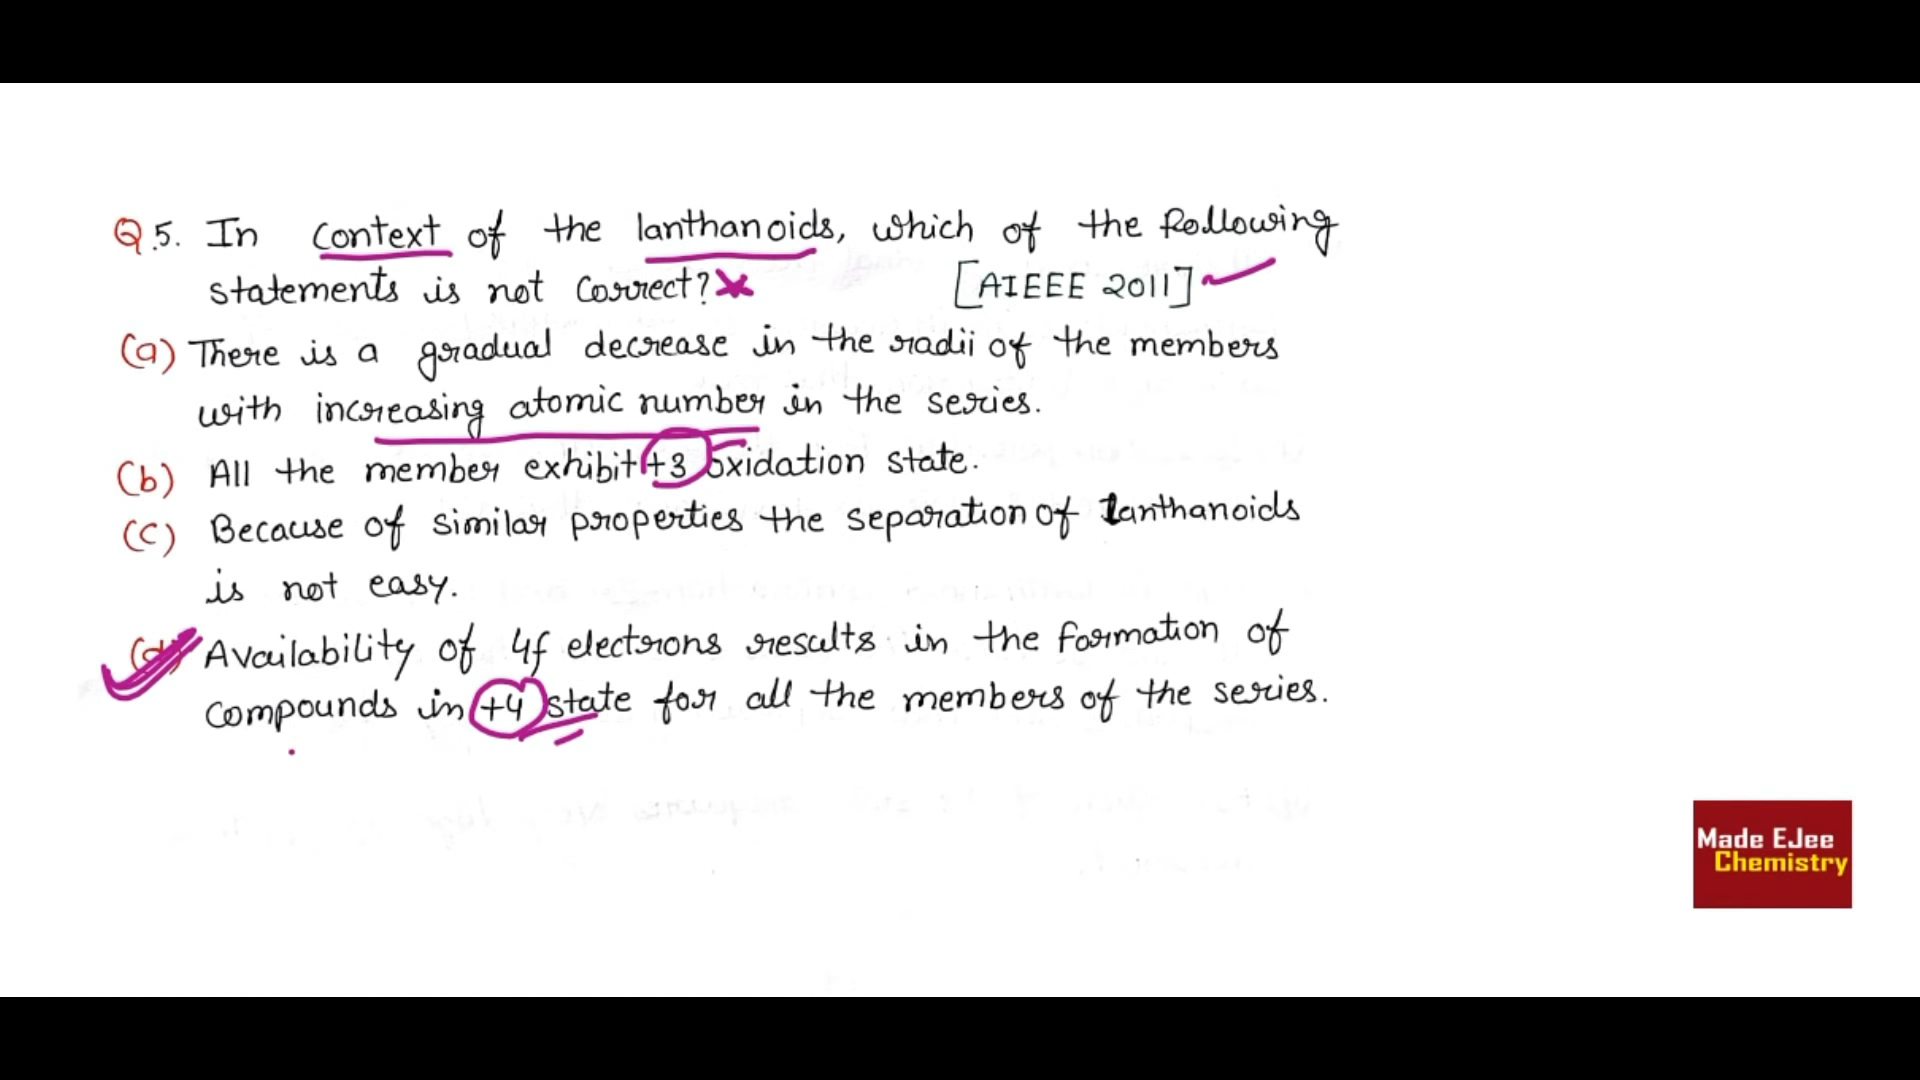 Q.5. In context of the lanthanoids, which of the following
statements is not correct? [AIEEE 2011]
(a) There is a gradual decrease in the radii of the members
with increasing atomic number in the series.
(b) All the member exhibit +3 oxidation state.
(c) Because of similar properties the separation of lanthanoids
is not easy.
(d) Availability of 4f electrons results in the formation of
compounds in +4 state for all the members of the series.
Made EJee
Chemistry